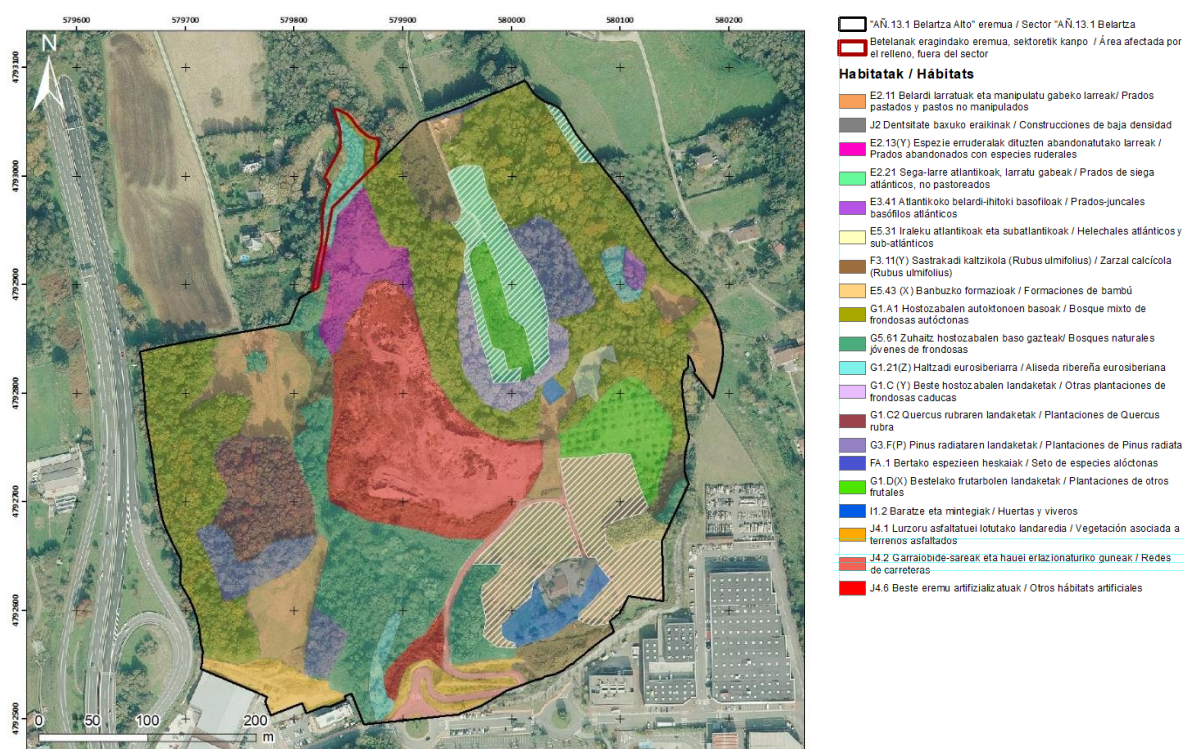 579600 579700 579800 579900 580000 580100 580200
N
4793100
4793000
4792900
4792800
4792700
4792600
4792500
0 50 100 200
m
"AÑ.13.1 Belartza Alto" eremua / Sector "AÑ.13.1 Belartza
Betelanak eragindako eremua, sektoretik kanpo / Área afectada por
el relleno, fuera del sector
Habitatak / Hábitats
E2.11 Belardi larratuak eta manipulatu gabeko larreak/ Prados
pastados y pastos no manipulados
J2 Dentsitate baxuko eraikinak / Construcciones de baja densidad
E2.13(Y) Espezie erruderalak dituzten abandonatutako larreak /
Prados abandonados con especies ruderales
E2.21 Sega-larre atlantikoak, larratu gabeak / Prados de siega
atlánticos, no pastoreados
E3.41 Atlantikoko belardi-ihitoki basofiloak / Prados-juncales
basófilos atlánticos
E5.31 Iraleku atlantikoak eta subatlantikoak / Helechales atlánticos y
sub-atlánticos
F3.11(Y) Sastrakadi kaltzikola (Rubus ulmifolius) / Zarzal calcícola
(Rubus ulmifolius)
E5.43 (X) Banbuzko formazioak / Formaciones de bambú
G1.A1 Hostozabalen autoktonoen basoak / Bosque mixto de
frondosas autóctonas
G5.61 Zuhaitz hostozabalen baso gazteak/ Bosques naturales
jóvenes de frondosas
G1.21(Z) Haltzadi eurosiberiarra / Aliseda ribereña eurosiberiana
G1.C (Y) Beste hostozabalen landaketak / Otras plantaciones de
frondosas caducas
G1.C2 Quercus rubraren landaketak / Plantaciones de Quercus
rubra
G3.F(P) Pinus radiataren landaketak / Plantaciones de Pinus radiata
FA.1 Bertako espezieen heskaiak / Seto de especies alóctonas
G1.D(X) Bestelako frutarbolen landaketak / Plantaciones de otros
frutales
I1.2 Baratze eta mintegiak / Huertas y viveros
J4.1 Lurzoru asfaltatuei lotutako landaredia / Vegetación asociada a
terrenos asfaltados
J4.2 Garraiobide-sareak eta hauei erlazionaturiko guneak / Redes
de carreteras
J4.6 Beste eremu artifizializatuak / Otros hábitats artificiales